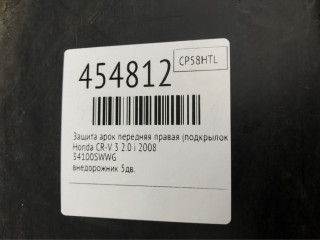 454812
CP58HTL
Защита арок передняя правая (подкрылок
Honda CR-V 3 2.0 i 2008
34100SWWG
внедорожник 5дв.